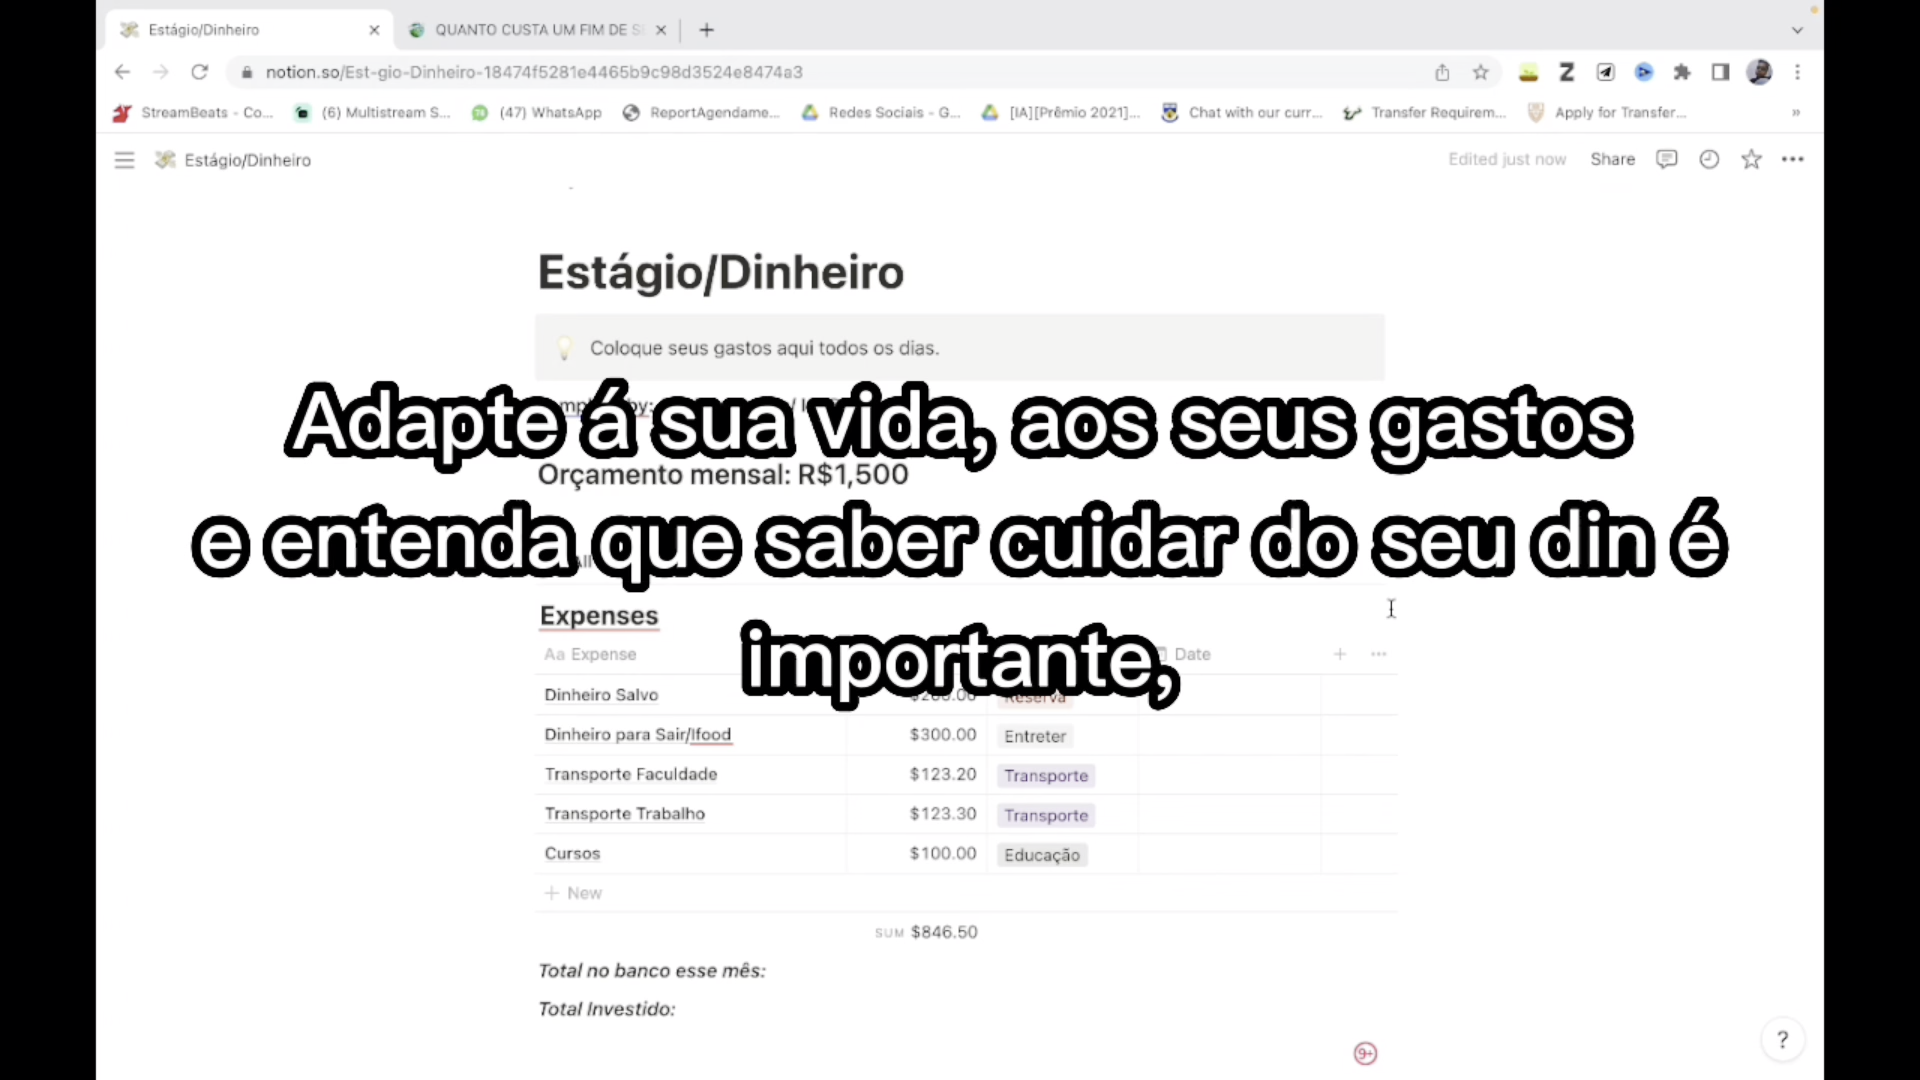 Estágio/Dinheiro
QUANTO CUSTA UM FIM DE S
notion.so/Est-gio-Dinheiro-18474f5281e4465b9c98d3524e8474a3
StreamBeats - Co... (6) Multistream S... (47) WhatsApp ReportAgendame... Redes Sociais - G... [IA][Prêmio 2021]... Chat with our curr... Transfer Requirem... Apply for Transfer... »
Estágio/Dinheiro
Edited just now Share
Estágio/Dinheiro
Coloque seus gastos aqui todos os dias.
by:
Adapte á sua vida, aos seus gastos
Orçamento mensal: R$1,500
e entenda que saber cuidar do seu din é
importante,
Expenses
Aa Expense Date
Dinheiro Salvo Reserva
Dinheiro para Sair/Ifood $300.00 Entreter
Transporte Faculdade $123.20 Transporte
Transporte Trabalho $123.30 Transporte
Cursos $100.00 Educação
+ New
SUM $846.50
Total no banco esse mês:
Total Investido:
9+
?